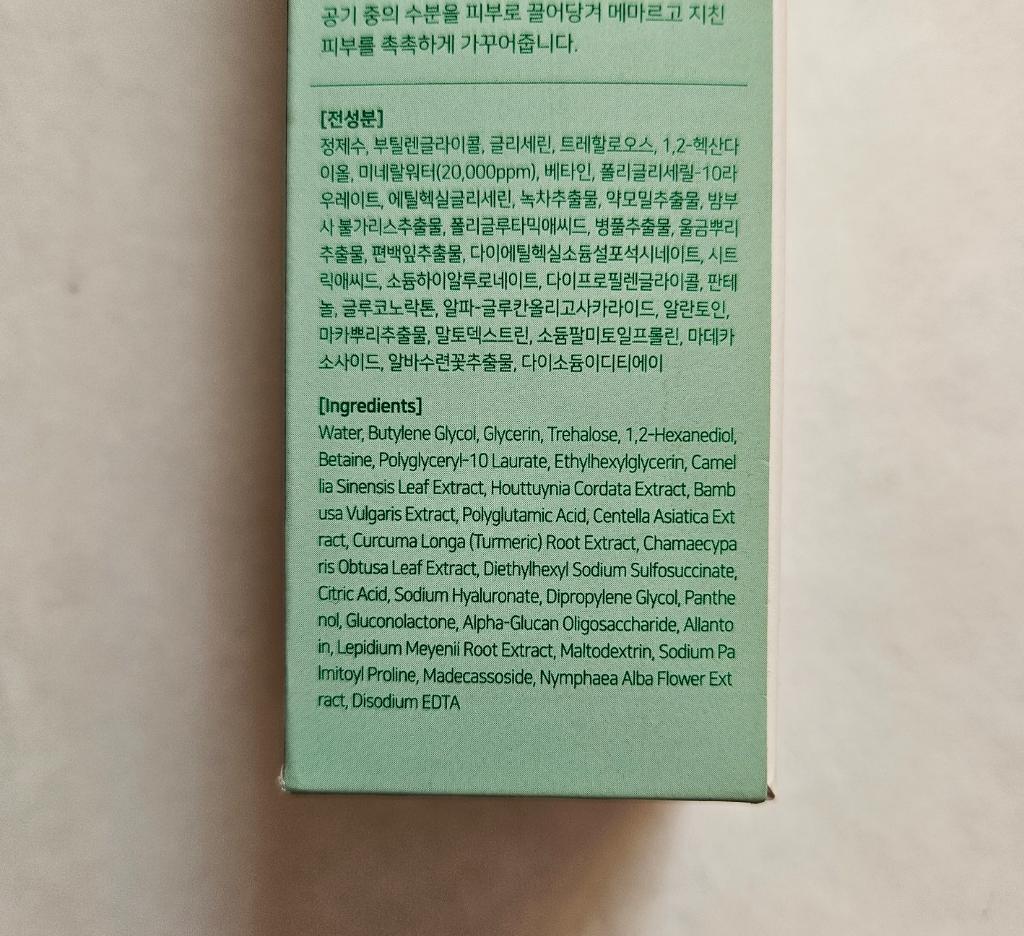 공기 중의 수분을 피부로 끌어당겨 메마르고 지친
피부를 촉촉하게 가꾸어줍니다.
[전성분]
정제수, 부틸렌글라이콜, 글리세린, 트레할로오스, 1,2-헥산다
이올, 미네랄워터(20,000ppm), 베타인, 폴리글리세릴-10라
우레이트, 에틸헥실글리세린, 녹차추출물, 약모밀추출물, 밤부
사 불가리스추출물, 폴리글루타믹애씨드, 병풀추출물, 울금뿌리
추출물, 편백잎추출물, 다이에틸헥실소듐설포석시네이트, 시트
릭애씨드, 소듐하이알루로네이트, 다이프로필렌글라이콜, 판테
놀, 글루코노락톤, 알파-글루칸올리고사카라이드, 알란토인,
마카뿌리추출물, 말토덱스트린, 소듐팔미토일프롤린, 마데카
소사이드, 알바수련꽃추출물, 다이소듐이디티에이
[Ingredients]
Water, Butylene Glycol, Glycerin, Trehalose, 1,2-Hexanediol,
Betaine, Polyglyceryl-10 Laurate, Ethylhexylglycerin, Camel
lia Sinensis Leaf Extract, Houttuynia Cordata Extract, Bamb
usa Vulgaris Extract, Polyglutamic Acid, Centella Asiatica Ext
ract, Curcuma Longa (Turmeric) Root Extract, Chamaecypa
ris Obtusa Leaf Extract, Diethylhexyl Sodium Sulfosuccinate,
Citric Acid, Sodium Hyaluronate, Dipropylene Glycol, Panthe
nol, Gluconolactone, Alpha-Glucan Oligosaccharide, Allanto
in, Lepidium Meyenii Root Extract, Maltodextrin, Sodium Pa
lmitoyl Proline, Madecassoside, Nymphaea Alba Flower Ext
ract, Disodium EDTA